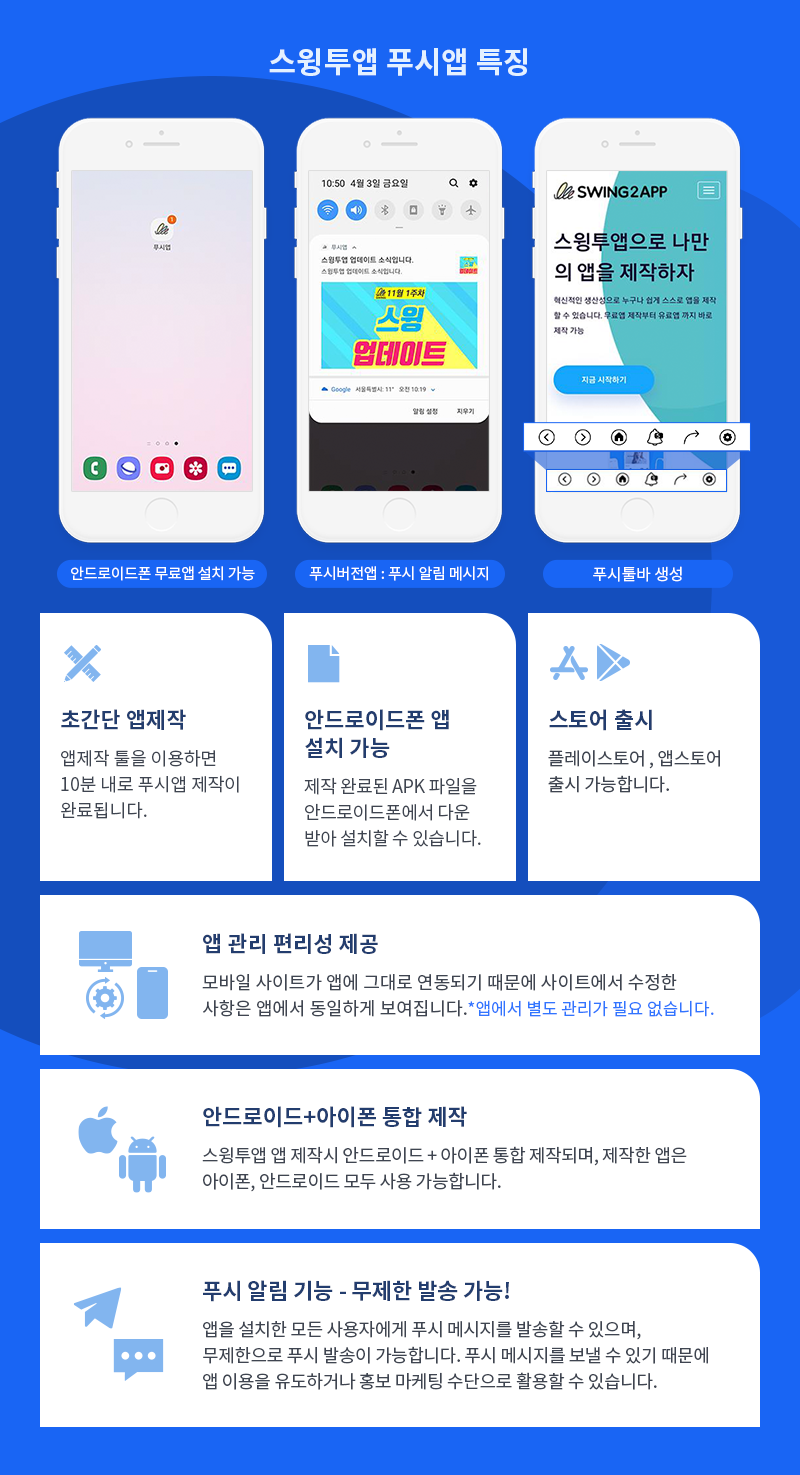 스윙투앱 푸시앱 특징
1
푸시앱
10:50 4월 3일 금요일
푸시앱
스윙투앱 업데이트 소식입니다.
스윙투앱 업데이트 소식입니다.
11월 1주차
스윙
업데이트
Google 서울특별시: 11° 오전 10:19
알림 설정 지우기
SWING2APP
스윙투앱으로 나만
의 앱을 제작하자
혁신적인 생산성으로 누구나 쉽게 스스로 앱을 제작
할 수 있습니다. 무료앱 제작부터 유료앱 까지 바로
제작 가능
지금 시작하기
안드로이드폰 무료앱 설치 가능
푸시버전앱 : 푸시 알림 메시지
푸시툴바 생성
초간단 앱제작
앱제작 툴을 이용하면
10분 내로 푸시앱 제작이
완료됩니다.
안드로이드폰 앱
설치 가능
제작 완료된 APK 파일을
안드로이드폰에서 다운
받아 설치할 수 있습니다.
스토어 출시
플레이스토어 , 앱스토어
출시 가능합니다.
앱 관리 편리성 제공
모바일 사이트가 앱에 그대로 연동되기 때문에 사이트에서 수정한
사항은 앱에서 동일하게 보여집니다.*앱에서 별도 관리가 필요 없습니다.
안드로이드+아이폰 통합 제작
스윙투앱 앱 제작시 안드로이드 + 아이폰 통합 제작되며, 제작한 앱은
아이폰, 안드로이드 모두 사용 가능합니다.
푸시 알림 기능 - 무제한 발송 가능!
앱을 설치한 모든 사용자에게 푸시 메시지를 발송할 수 있으며,
무제한으로 푸시 발송이 가능합니다. 푸시 메시지를 보낼 수 있기 때문에
앱 이용을 유도하거나 홍보 마케팅 수단으로 활용할 수 있습니다.